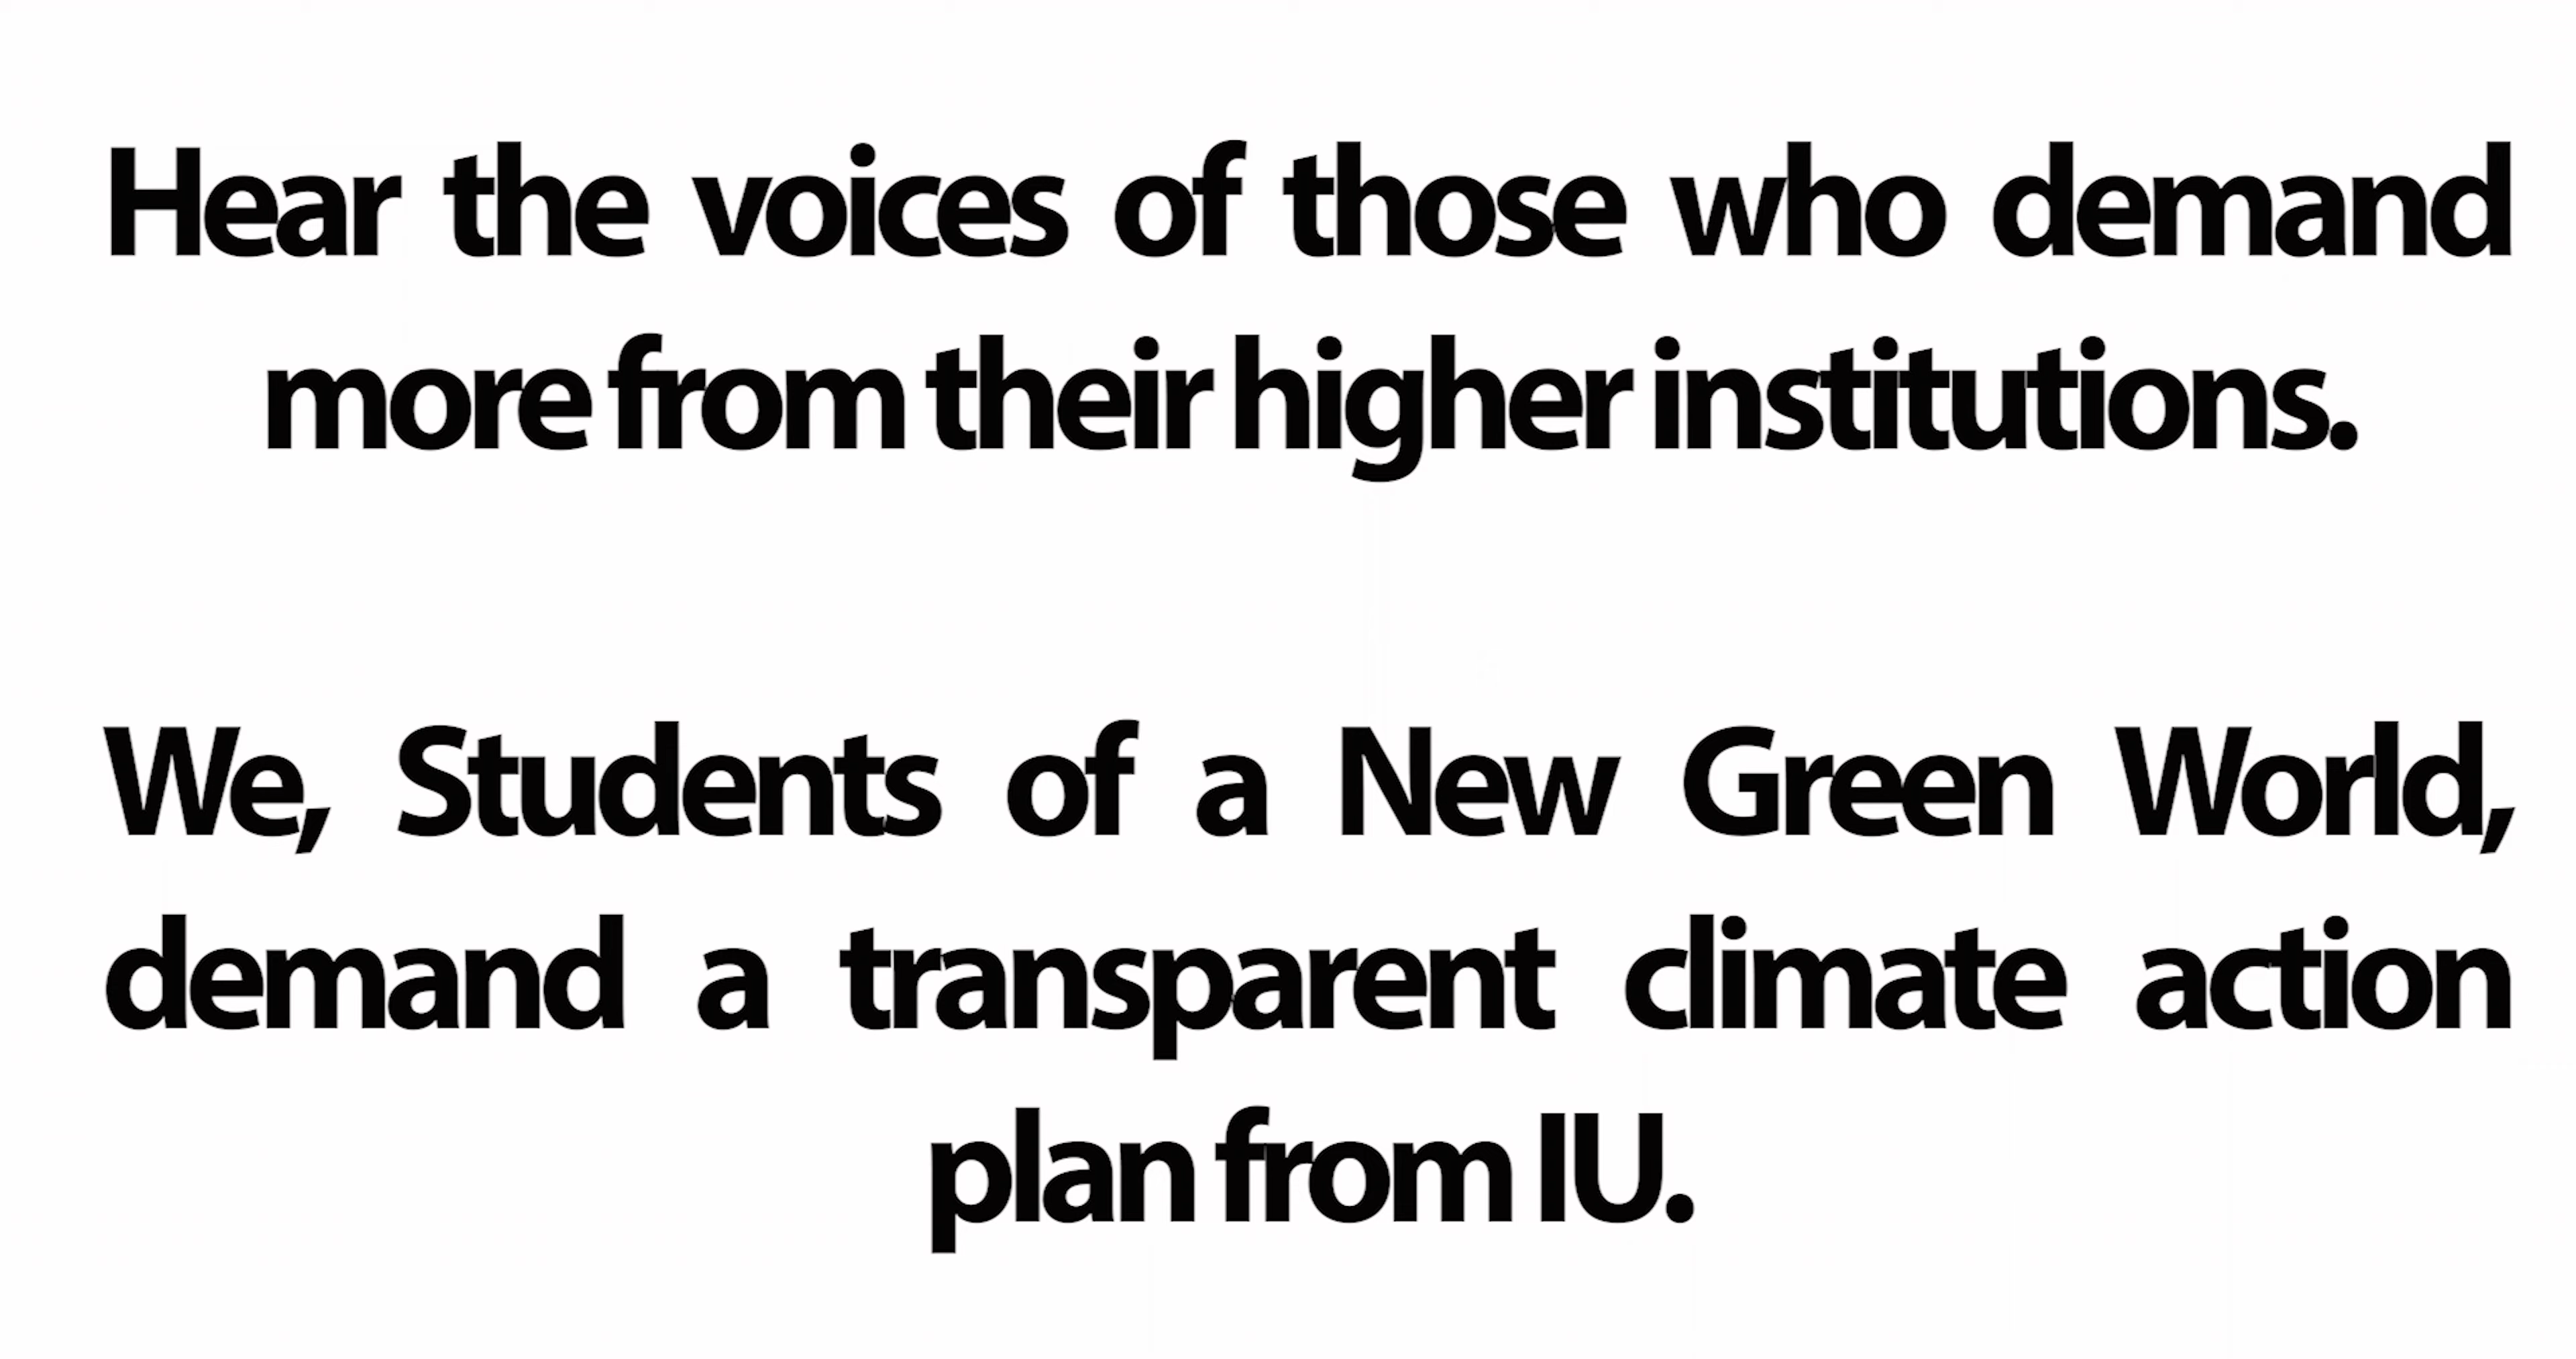 Hear the voices of those who demand
more from their higher institutions.
We, Students of a New Green World,
demand a transparent climate action
plan from IU.